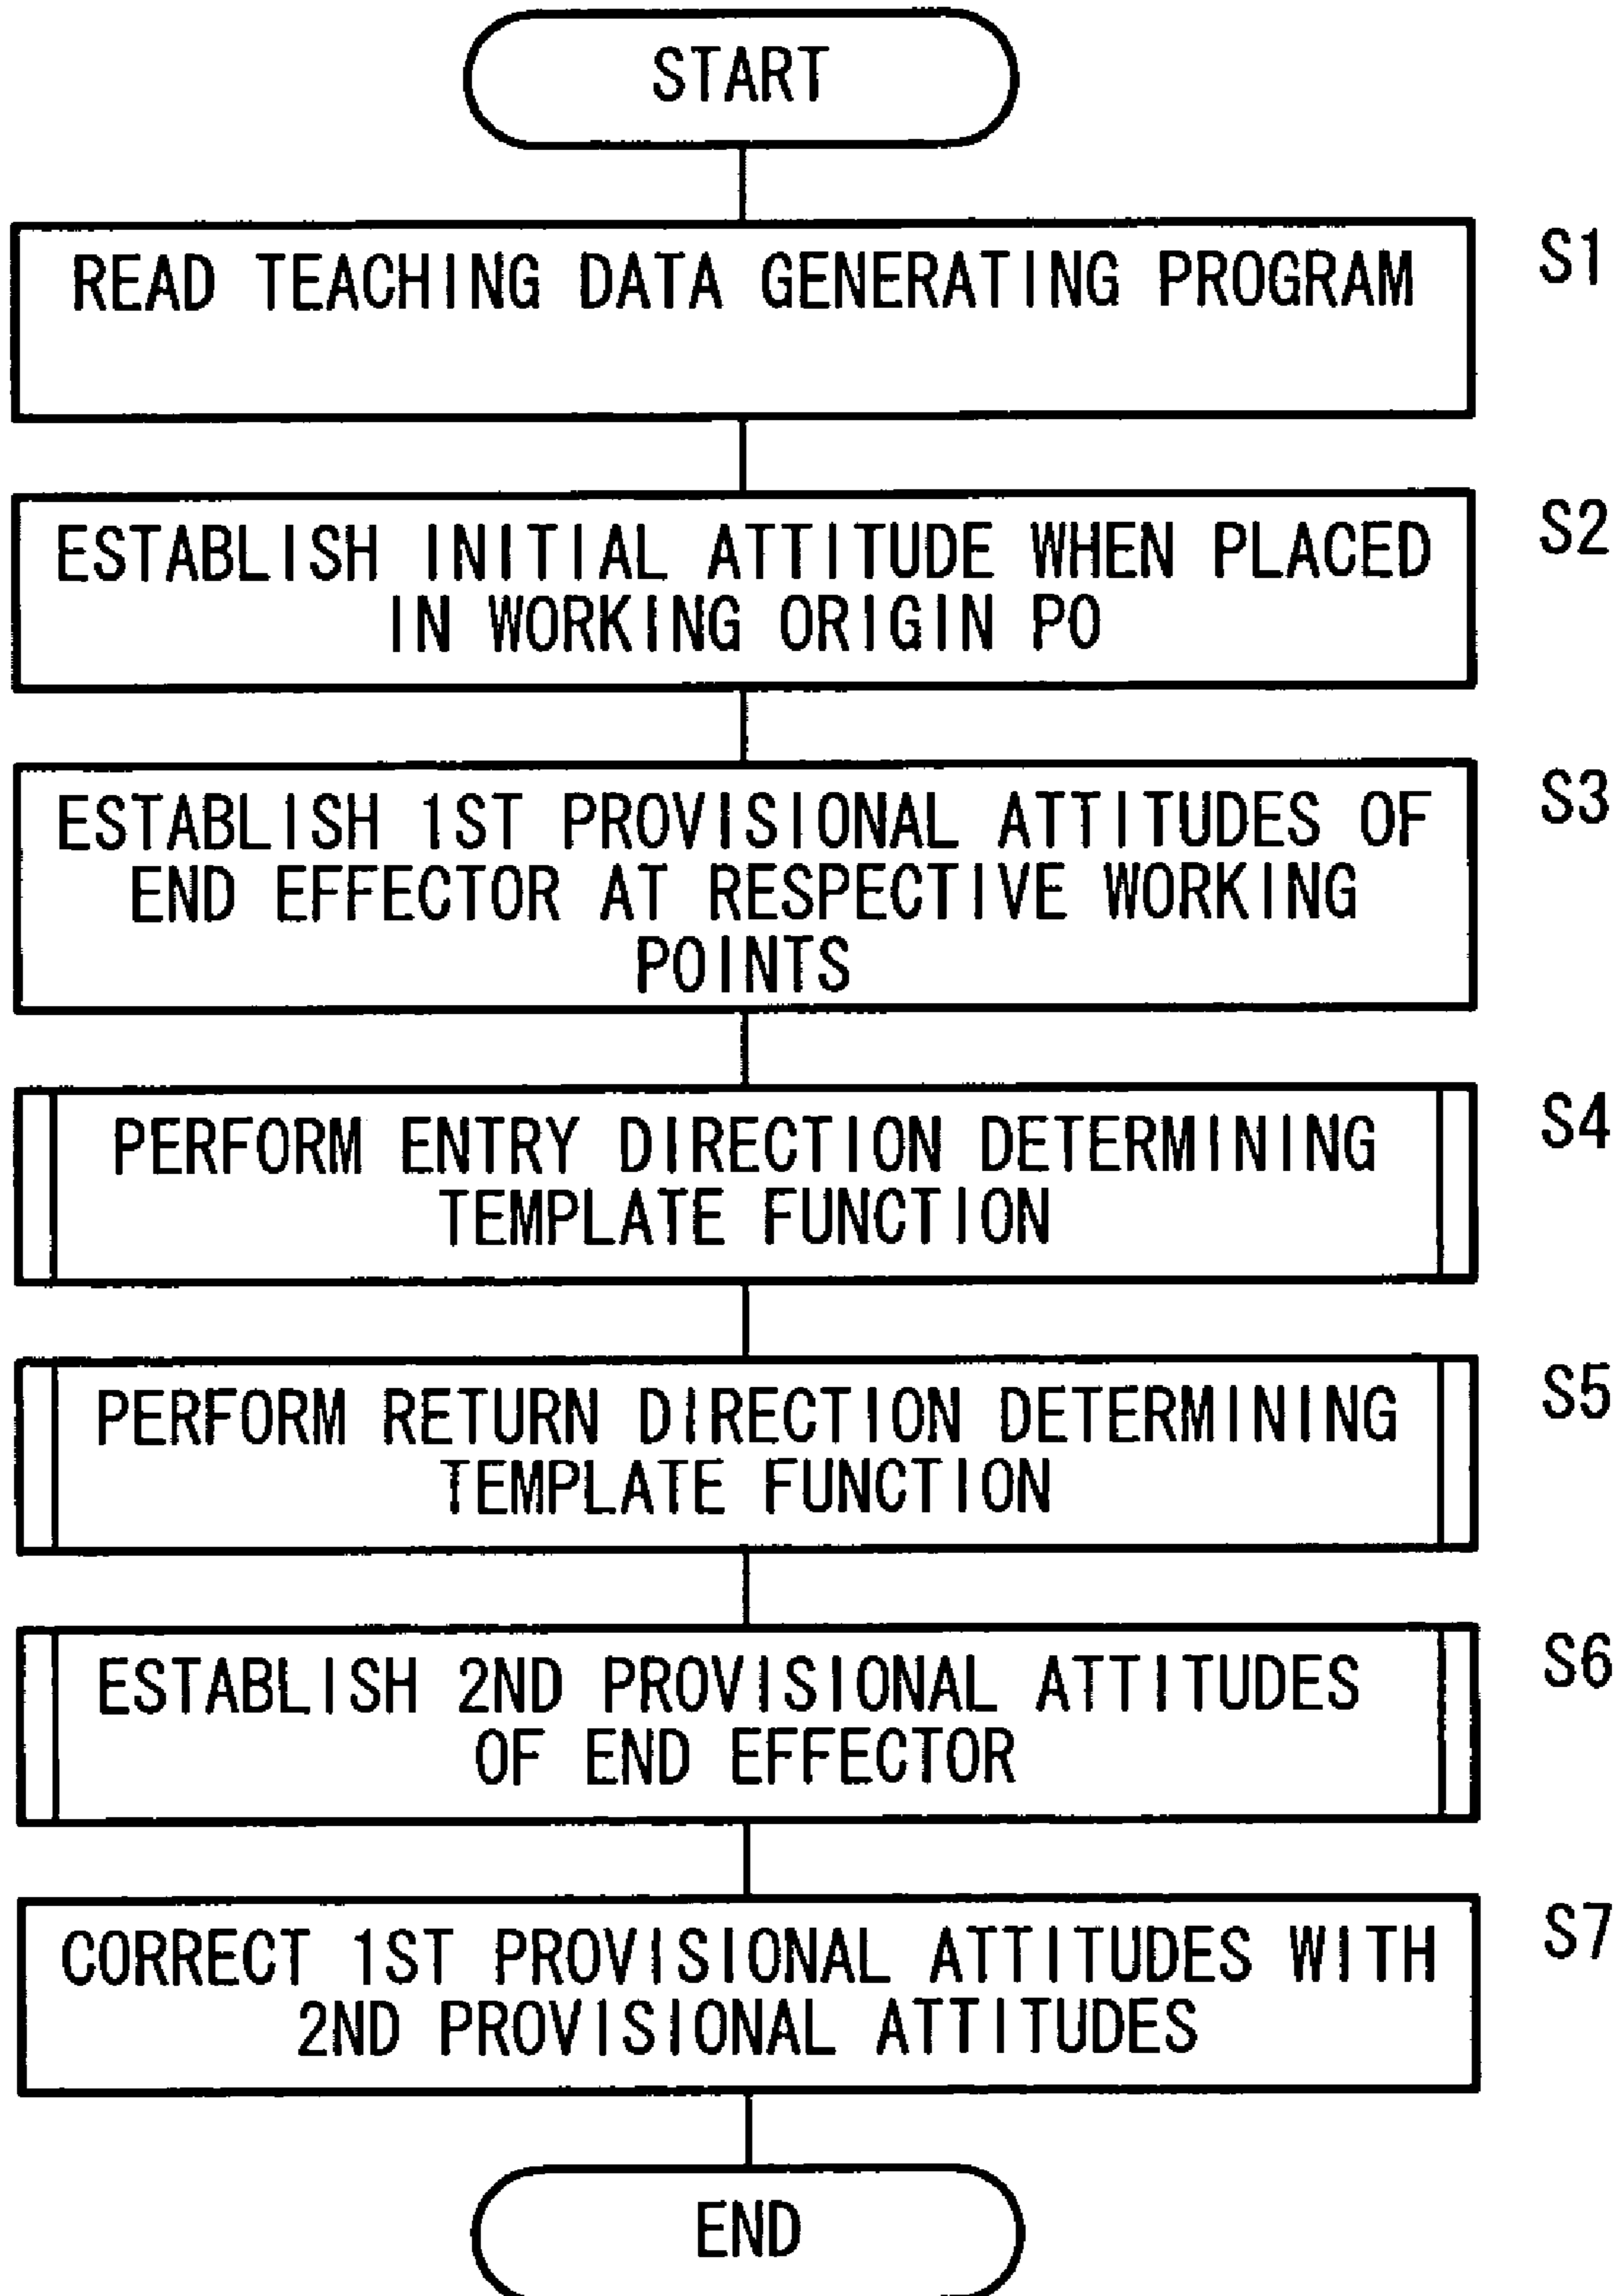 START
READ TEACHING DATA GENERATING PROGRAM
S1
ESTABLISH INITIAL ATTITUDE WHEN PLACED
IN WORKING ORIGIN PO
S2
ESTABLISH 1ST PROVISIONAL ATTITUDES OF
END EFFECTOR AT RESPECTIVE WORKING
POINTS
S3
PERFORM ENTRY DIRECTION DETERMINING
TEMPLATE FUNCTION
S4
PERFORM RETURN DIRECTION DETERMINING
TEMPLATE FUNCTION
S5
ESTABLISH 2ND PROVISIONAL ATTITUDES
OF END EFFECTOR
S6
CORRECT 1ST PROVISIONAL ATTITUDES WITH
2ND PROVISIONAL ATTITUDES
S7
END